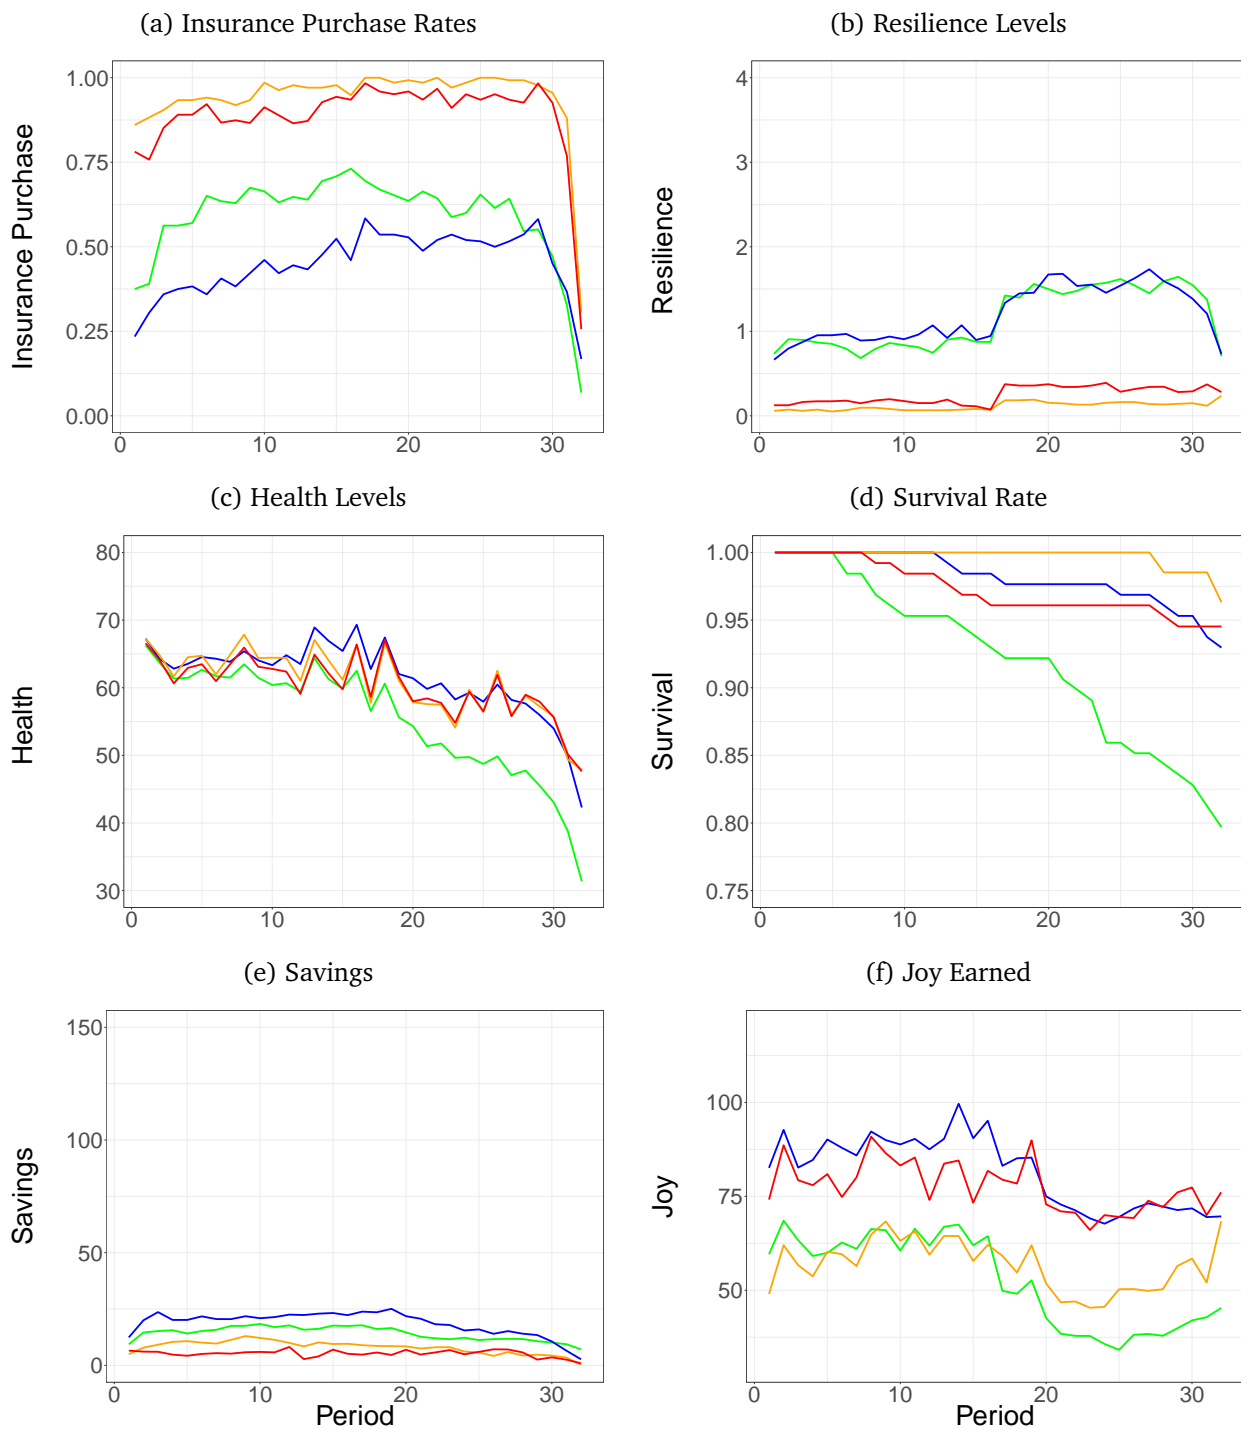 (a) Insurance Purchase Rates
Insurance Purchase
1.00
0.75
0.50
0.25
0.00
0 10 20 30
(b) Resilience Levels
Resilience
4
3
2
1
0
0 10 20 30
(c) Health Levels
Health
80
70
60
50
40
30
0 10 20 30
(d) Survival Rate
Survival
1.00
0.95
0.90
0.85
0.80
0.75
0 10 20 30
(e) Savings
Savings
150
100
50
0
0 10 20 30
Period
(f) Joy Earned
Joy
100
75
50
0 10 20 30
Period